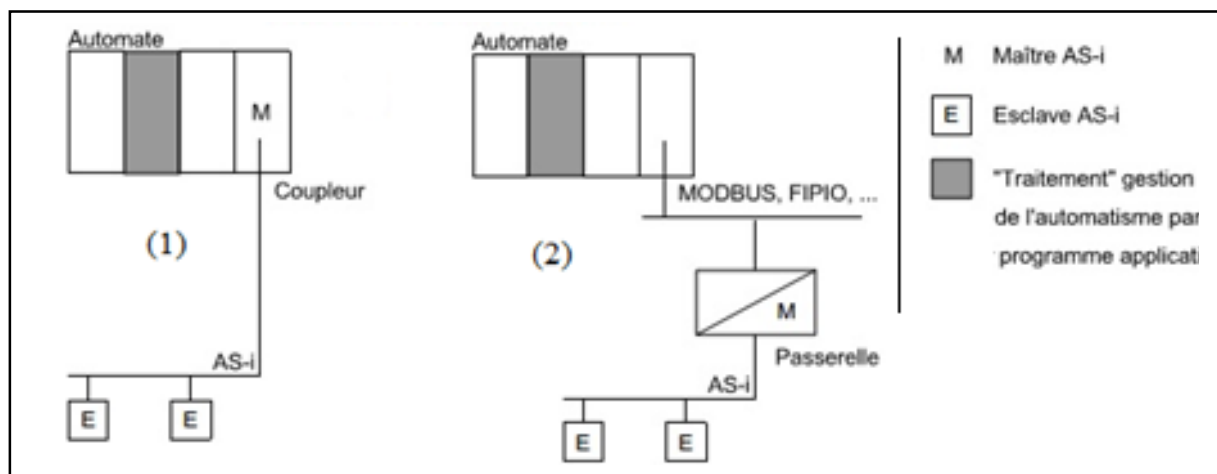 Automate
M
Coupleur
(1)
AS-i
E
E
Automate
MODBUS, FIPIO, ...
(2)
M
Passerelle
AS-i
E
E
M Maître AS-i
E Esclave AS-i
"Traitement" gestion
de l'automatisme par
programme applicati